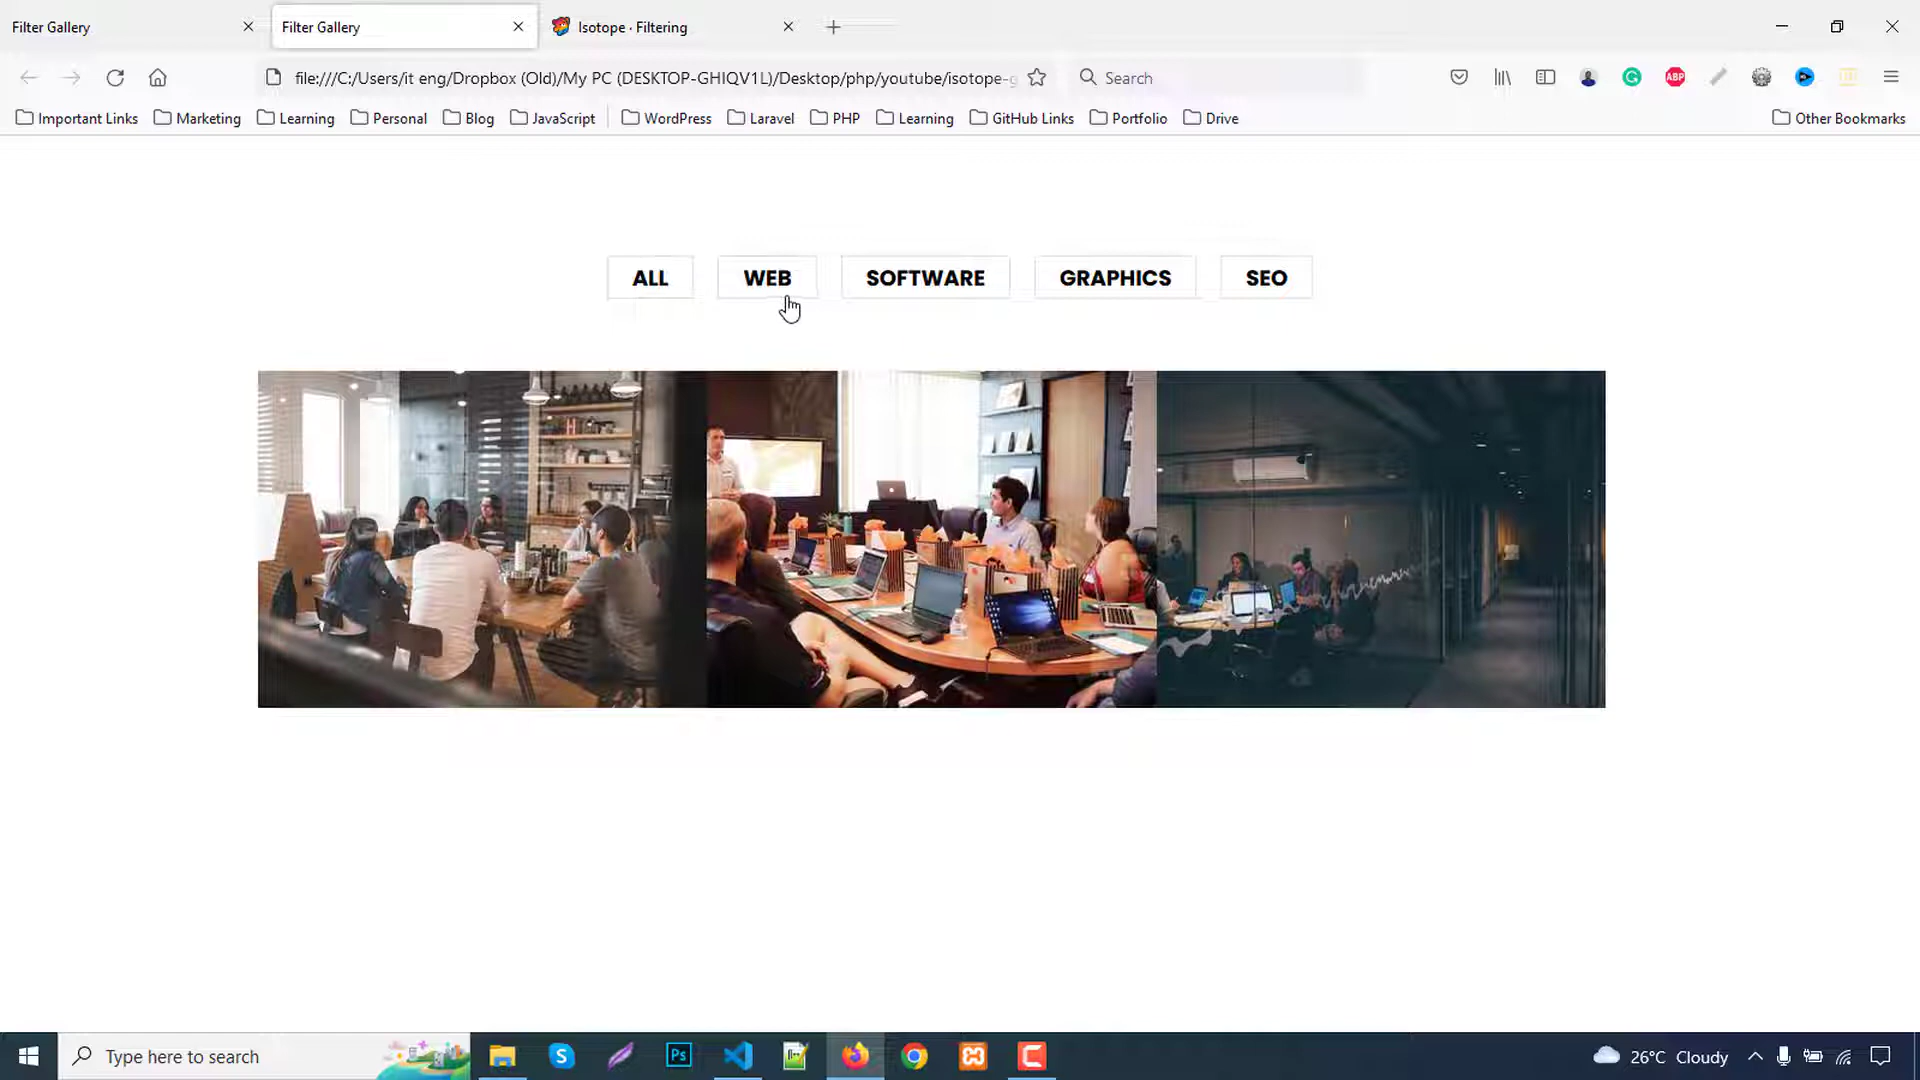 Filter Gallery
Filter Gallery
Isotope · Filtering
file:///C:/Users/it eng/Dropbox (Old)/My PC (DESKTOP-GHIQV1L)/Desktop/php/youtube/isotope-g
Search
ABP
Important Links
Marketing
Learning
Personal
Blog
JavaScript
WordPress
Laravel
PHP
Learning
GitHub Links
Portfolio
Drive
Other Bookmarks
ALL
WEB
SOFTWARE
GRAPHICS
SEO
Type here to search
Ps
26°C Cloudy